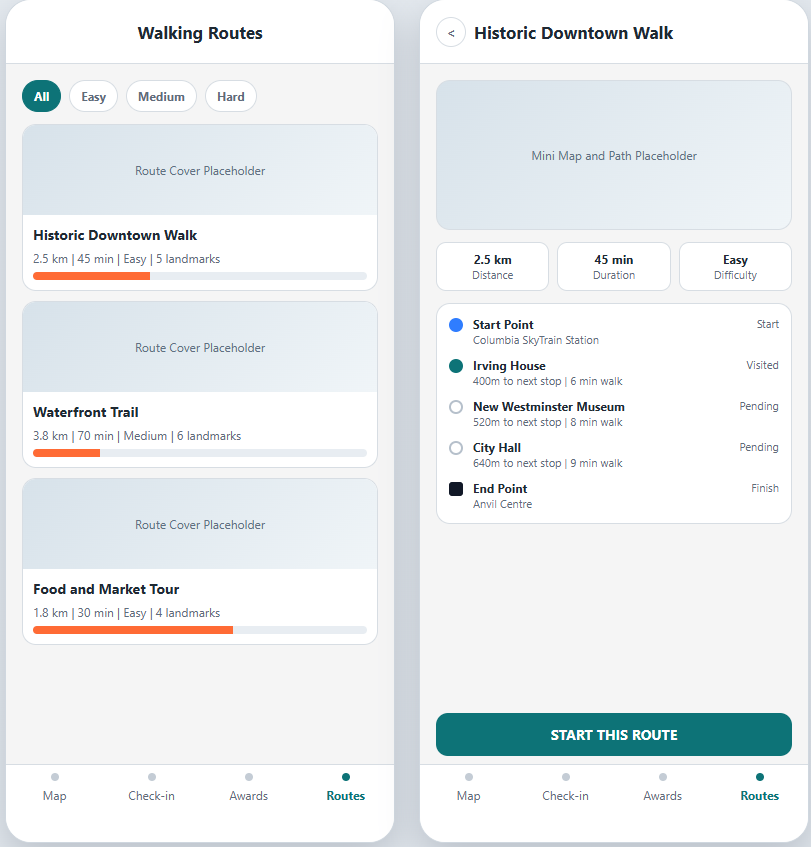 Walking Routes
All
Easy
Medium
Hard
Route Cover Placeholder
Historic Downtown Walk
2.5 km | 45 min | Easy | 5 landmarks
Route Cover Placeholder
Waterfront Trail
3.8 km | 70 min | Medium | 6 landmarks
Route Cover Placeholder
Food and Market Tour
1.8 km | 30 min | Easy | 4 landmarks
Map
Check-in
Awards
Routes
< Historic Downtown Walk
Mini Map and Path Placeholder
2.5 km
Distance
45 min
Duration
Easy
Difficulty
Start Point
Start
Columbia SkyTrain Station
Irving House
Visited
400m to next stop | 6 min walk
New Westminster Museum
Pending
520m to next stop | 8 min walk
City Hall
Pending
640m to next stop | 9 min walk
End Point
Finish
Anvil Centre
START THIS ROUTE
Map
Check-in
Awards
Routes